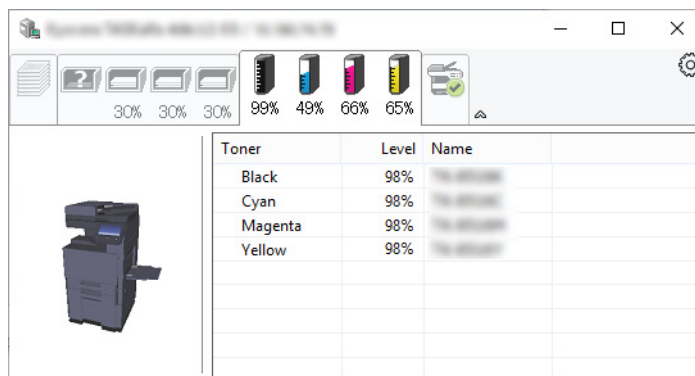 ?
30% 30% 30% 99% 49% 66% 65%
Toner Level Name
Black 98%
Cyan 98%
Magenta 98%
Yellow 98%